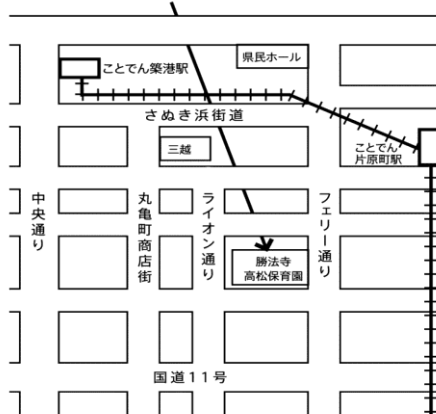 県民ホール
ことでん築港駅
さぬき浜街道
三越
ことでん
片原町駅
中央通り
丸亀町商店街
ライオン通り
フェリー通り
勝法寺
高松保育園
国道11号